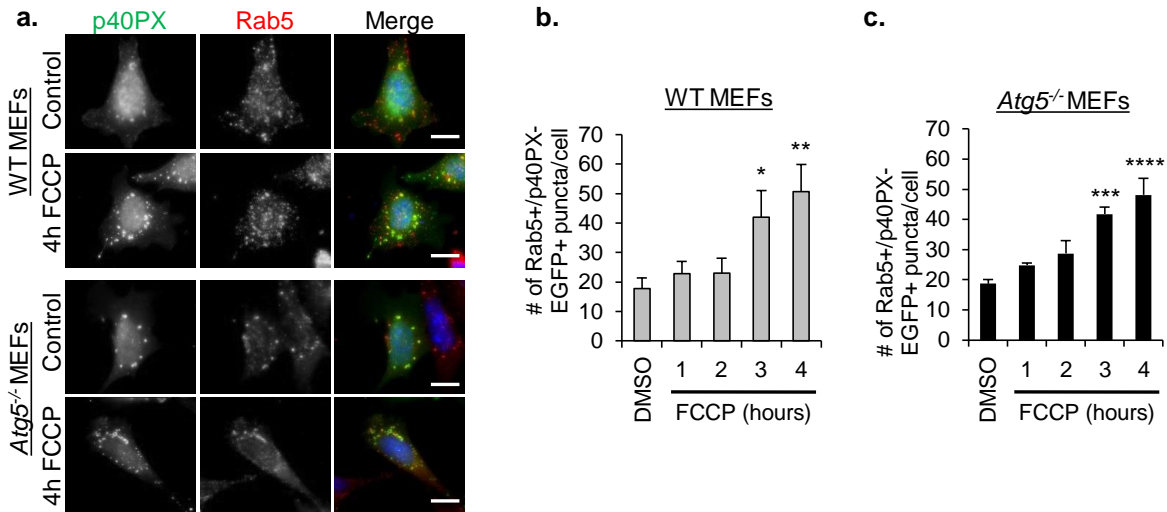 a.
p40PX Rab5 Merge
WT MEFs
Control
4h FCCP
Atg5-/- MEFs
Control
4h FCCP
b.
WT MEFs
# of Rab5+/p40PX-
EGFP+ puncta/cell
70
60
50
40
30
20
10
0
* **
DMSO 1 2 3 4
FCCP (hours)
c.
Atg5-/- MEFs
# of Rab5+/p40PX-
EGFP+ puncta/cell
70
60
50
40
30
20
10
0
*** ****
DMSO 1 2 3 4
FCCP (hours)